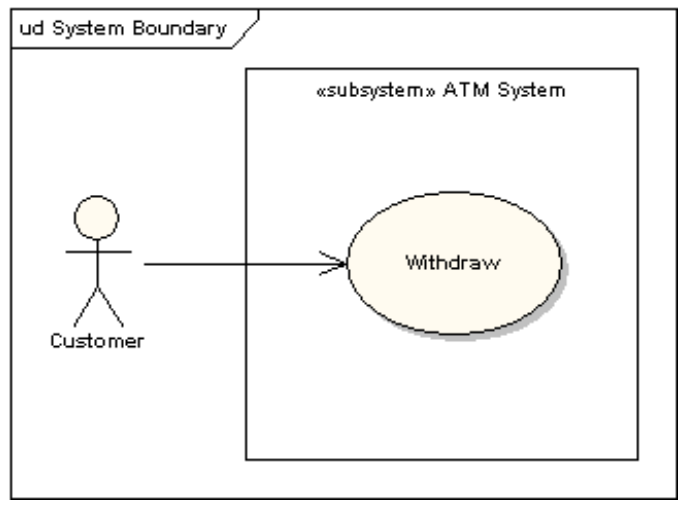 ud System Boundary
«subsystem» ATM System
Withdraw
Customer